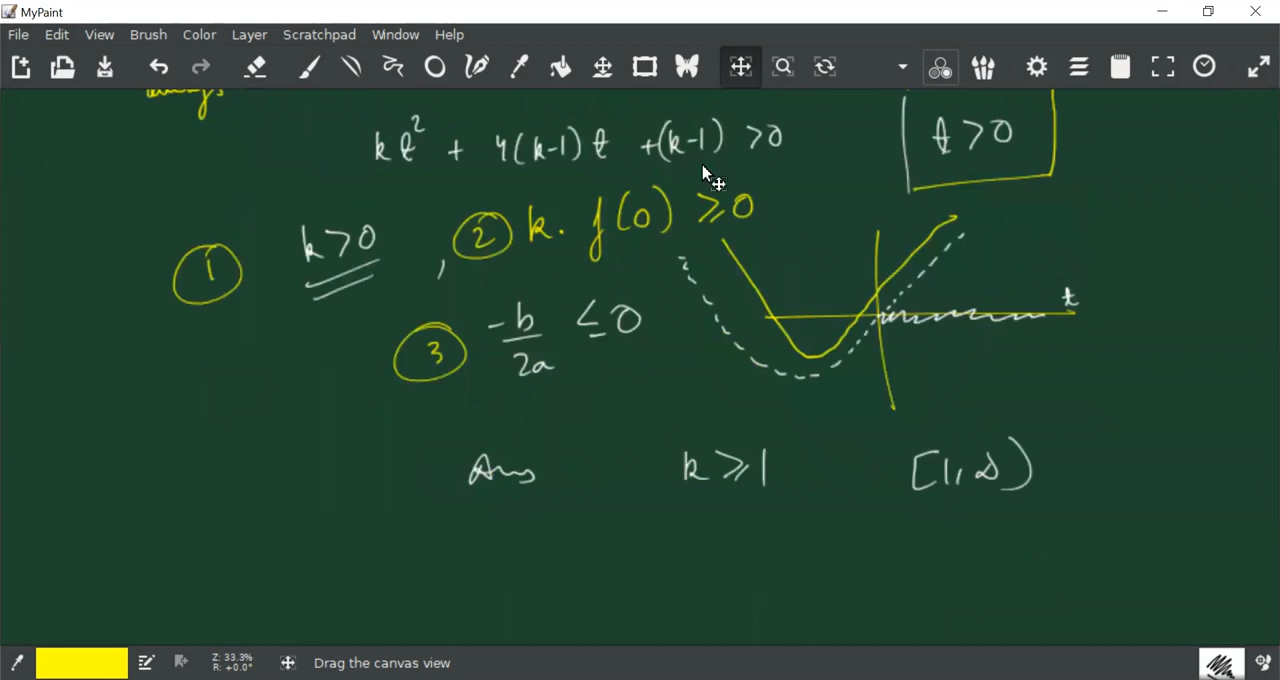 MyPaint
File Edit View Brush Color Layer Scratchpad Window Help
always
kt² + 4(k-1)t +(k-1) >0
t>0
① k>0 , ② k. f(0) ≥0
③ -b/2a ≤0
t
Ans k≥1 [1,∞)
Z: 33.3%
R: +0.0°
Drag the canvas view